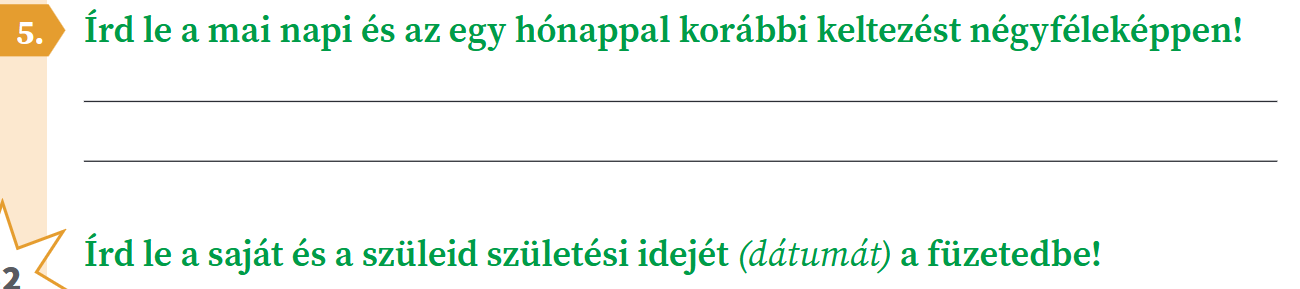 5. Írd le a mai napi és az egy hónappal korábbi keltezést négyféleképpen!
Írd le a saját és a szüleid születési idejét (dátumát) a füzetedbe!
2